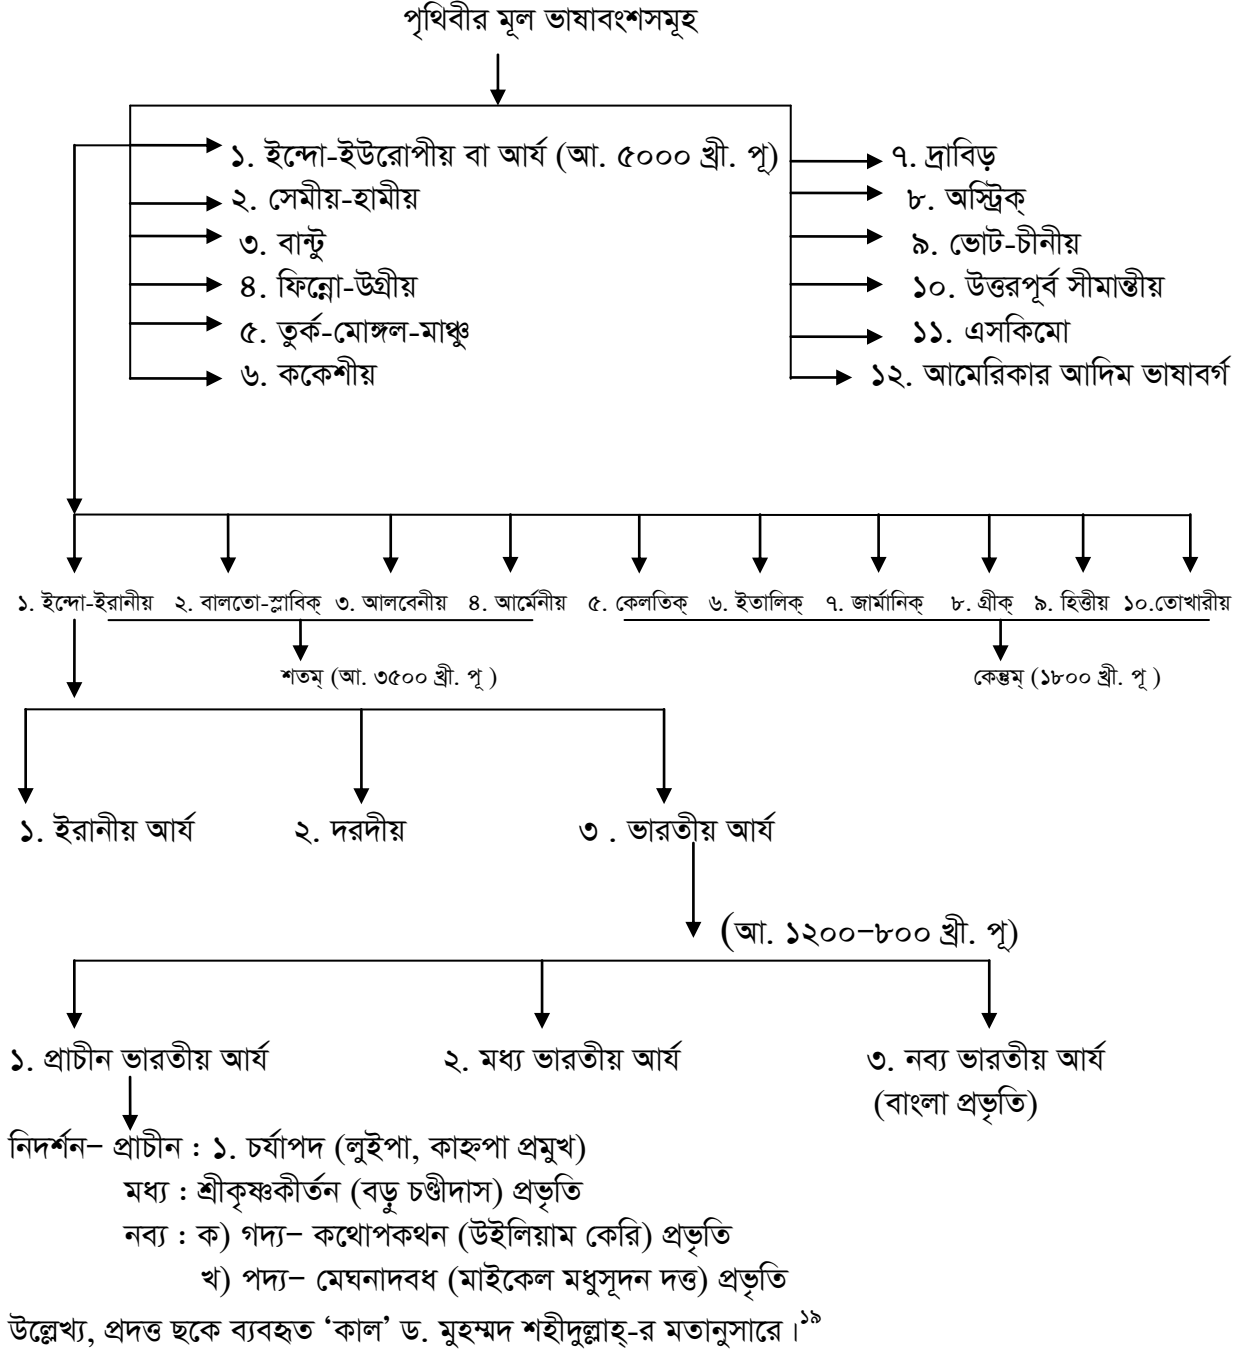 পৃথিবীর মূল ভাষাবংশসমূহ
১. ইন্দো-ইউরোপীয় বা আর্য (আ. ৫০০০ খ্রী. পূ)
২. সেমীয়-হামীয়
৩. বান্টু
৪. ফিন্নো-উগ্রীয়
৫. তুর্ক-মোঙ্গল-মাঞ্চু
৬. ককেশীয়
৭. দ্রাবিড়
৮. অস্ট্রিক্
৯. ভোট-চীনীয়
১০. উত্তরপূর্ব সীমান্তীয়
১১. এসকিমো
১২. আমেরিকার আদিম ভাষাবর্গ
১. ইন্দো-ইরানীয় ২. বালতো-স্লাবিক্ ৩. আলবেনীয় ৪. আর্মেনীয় ৫. কেলতিক্ ৬. ইতালিক্ ৭. জার্মানিক্ ৮. গ্রীক্ ৯. হিত্তীয় ১০.তোখারীয়
শতম্ (আ. ৩৫০০ খ্রী. পূ ) কেন্তুম্ (১৮০০ খ্রী. পূ )
১. ইরানীয় আর্য ২. দরদীয় ৩ . ভারতীয় আর্য
(আ. ১২০০-৮০০ খ্রী. পূ)
১. প্রাচীন ভারতীয় আর্য ২. মধ্য ভারতীয় আর্য ৩. নব্য ভারতীয় আর্য
(বাংলা প্রভৃতি)
নিদর্শন- প্রাচীন : ১. চর্যাপদ (লুইপা, কাহ্নপা প্রমুখ)
মধ্য : শ্রীকৃষ্ণকীর্তন (বড়ু চণ্ডীদাস) প্রভৃতি
নব্য : ক) গদ্য- কথোপকথন (উইলিয়াম কেরি) প্রভৃতি
খ) পদ্য- মেঘনাদবধ (মাইকেল মধুসূদন দত্ত) প্রভৃতি
উল্লেখ্য, প্রদত্ত ছকে ব্যবহৃত ‘কাল’ ড. মুহম্মদ শহীদুল্লাহ্-র মতানুসারে।১৯